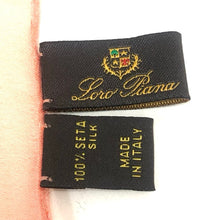 Loro Piana
100% SETA
SILK
MADE
IN ITALY